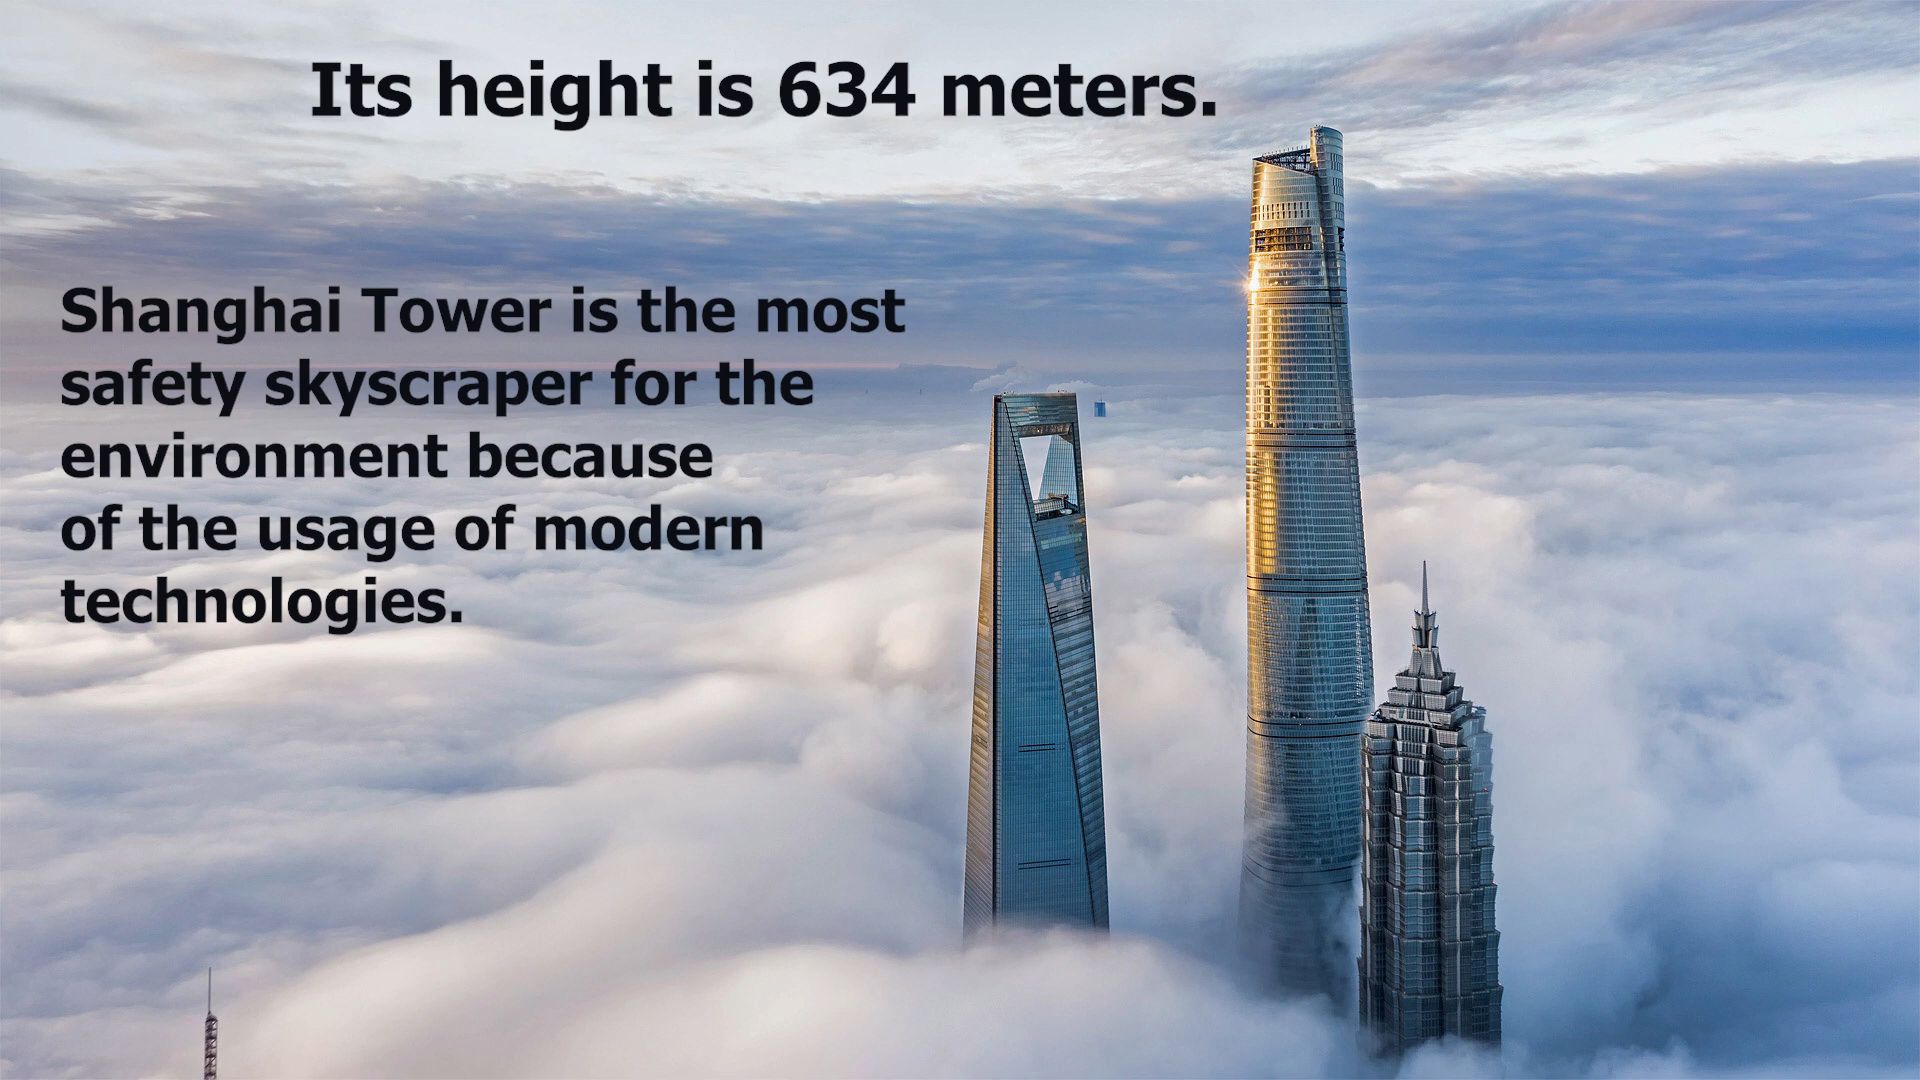 Its height is 634 meters.
Shanghai Tower is the most
safety skyscraper for the
environment because
of the usage of modern
technologies.